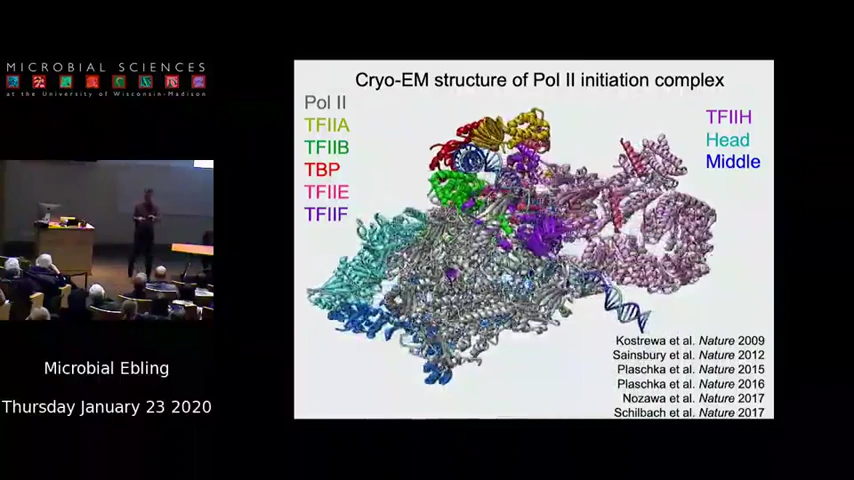 MICROBIAL SCIENCES
at the University of Wisconsin-Madison
Microbial Ebling
Thursday January 23 2020
Cryo-EM structure of Pol II initiation complex
Pol II
TFIIA
TFIIB
TBP
TFIIE
TFIIF
TFIIH
Head
Middle
Kostrewa et al. Nature 2009
Sainsbury et al. Nature 2012
Plaschka et al. Nature 2015
Plaschka et al. Nature 2016
Nozawa et al. Nature 2017
Schilbach et al. Nature 2017